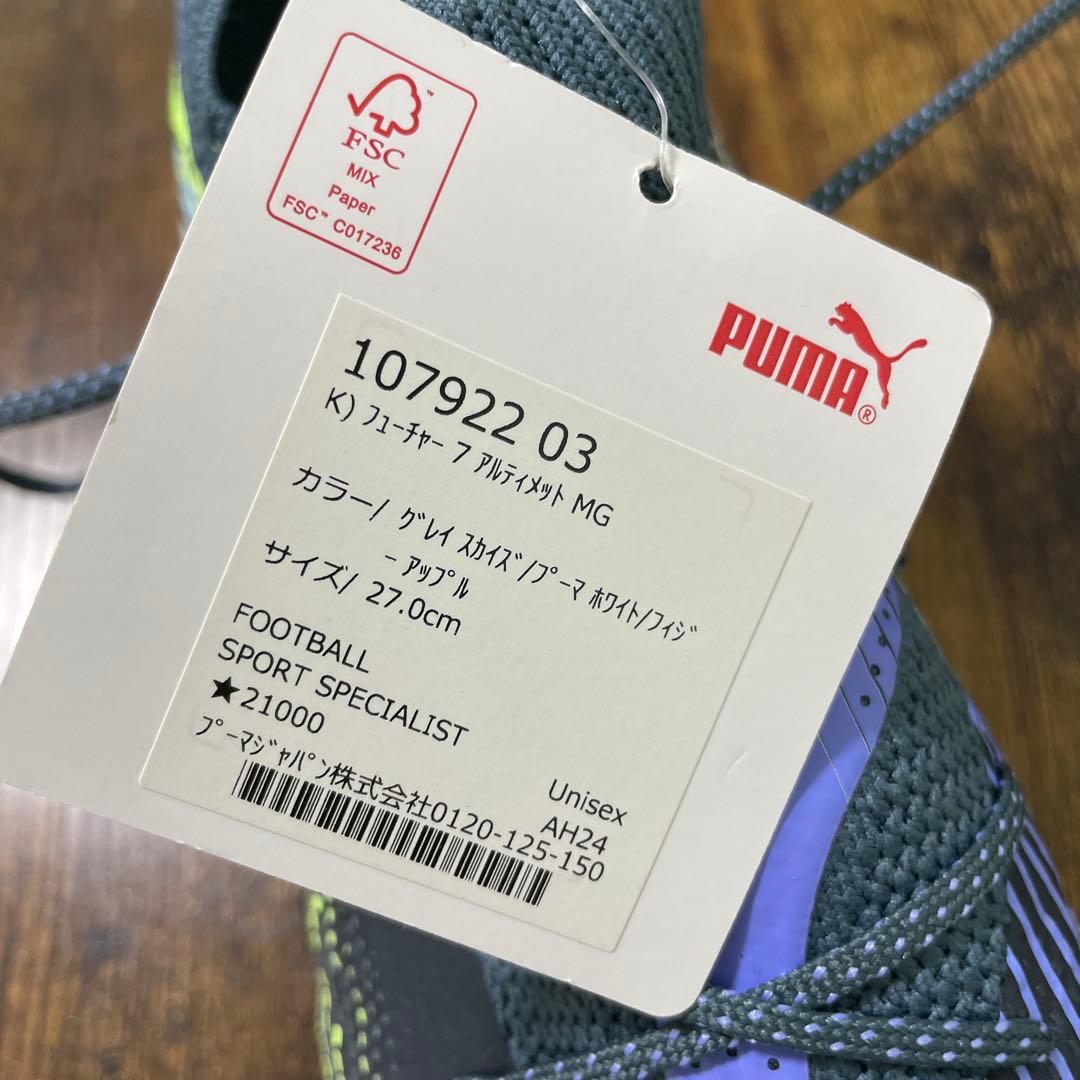 FSC™
MIX
Paper
FSC™ C017236
PUMA®
107922 03
K) フューチャー 7 アルティメット MG
カラー/ グレイ スカイズ/プーマ ホワイト/フィジ
ー アップル
サイズ/ 27.0cm
FOOTBALL
SPORT SPECIALIST
★21000
Unisex
AH24
プーマジャパン株式会社0120-125-150